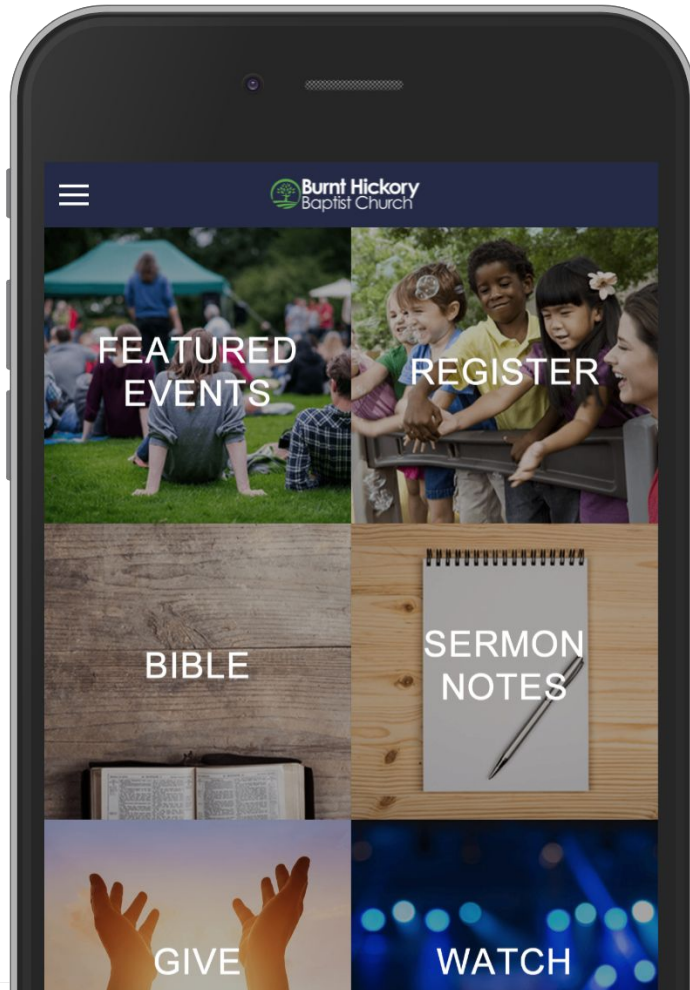 Burnt Hickory
Baptist Church
FEATURED
EVENTS
REGISTER
BIBLE
SERMON
NOTES
GIVE
WATCH